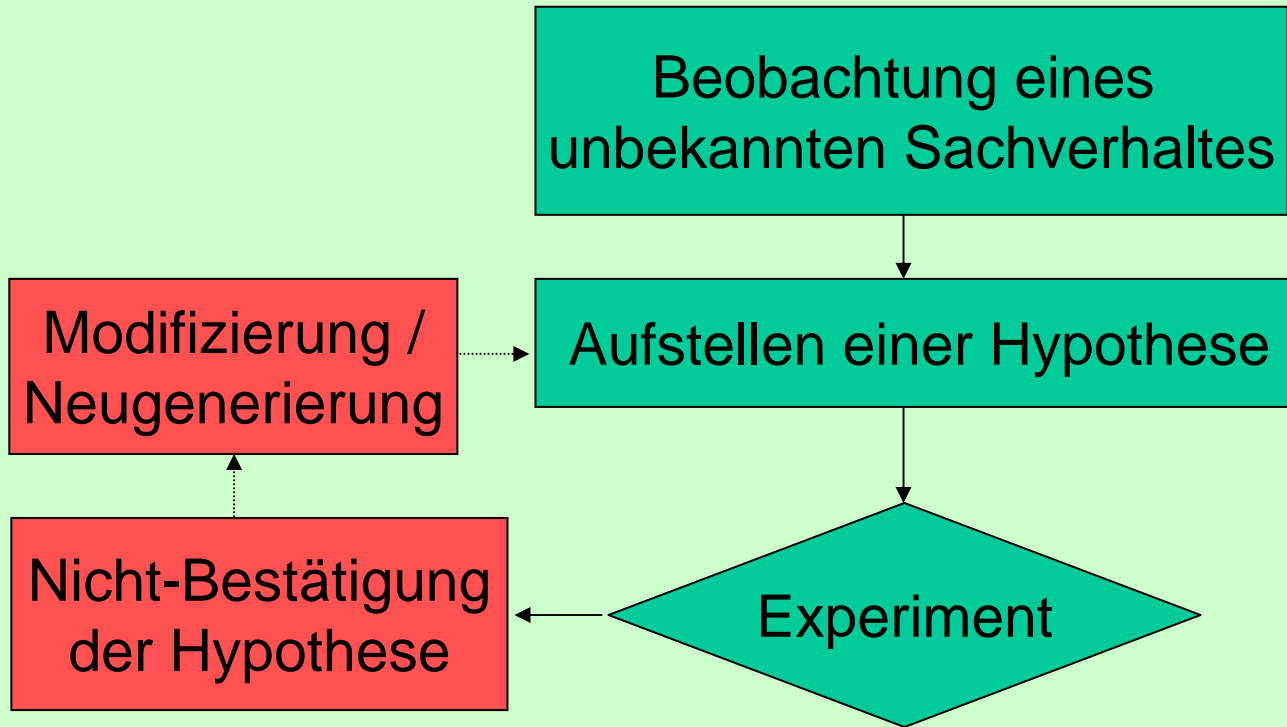 Beobachtung eines
unbekannten Sachverhaltes
Modifizierung /
Neugenerierung
Aufstellen einer Hypothese
Nicht-Bestätigung
der Hypothese
Experiment